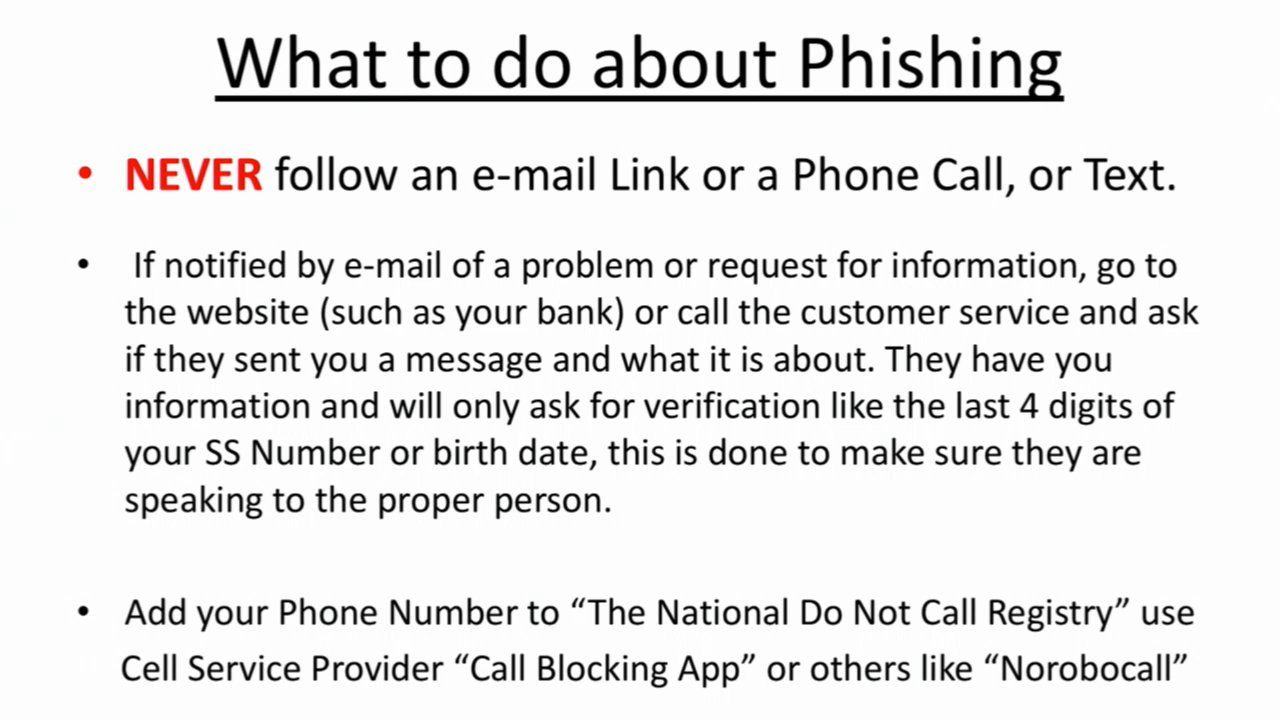 What to do about Phishing
• NEVER follow an e-mail Link or a Phone Call, or Text.
• If notified by e-mail of a problem or request for information, go to
the website (such as your bank) or call the customer service and ask
if they sent you a message and what it is about. They have you
information and will only ask for verification like the last 4 digits of
your SS Number or birth date, this is done to make sure they are
speaking to the proper person.
• Add your Phone Number to “The National Do Not Call Registry” use
Cell Service Provider “Call Blocking App” or others like “Norobocall”